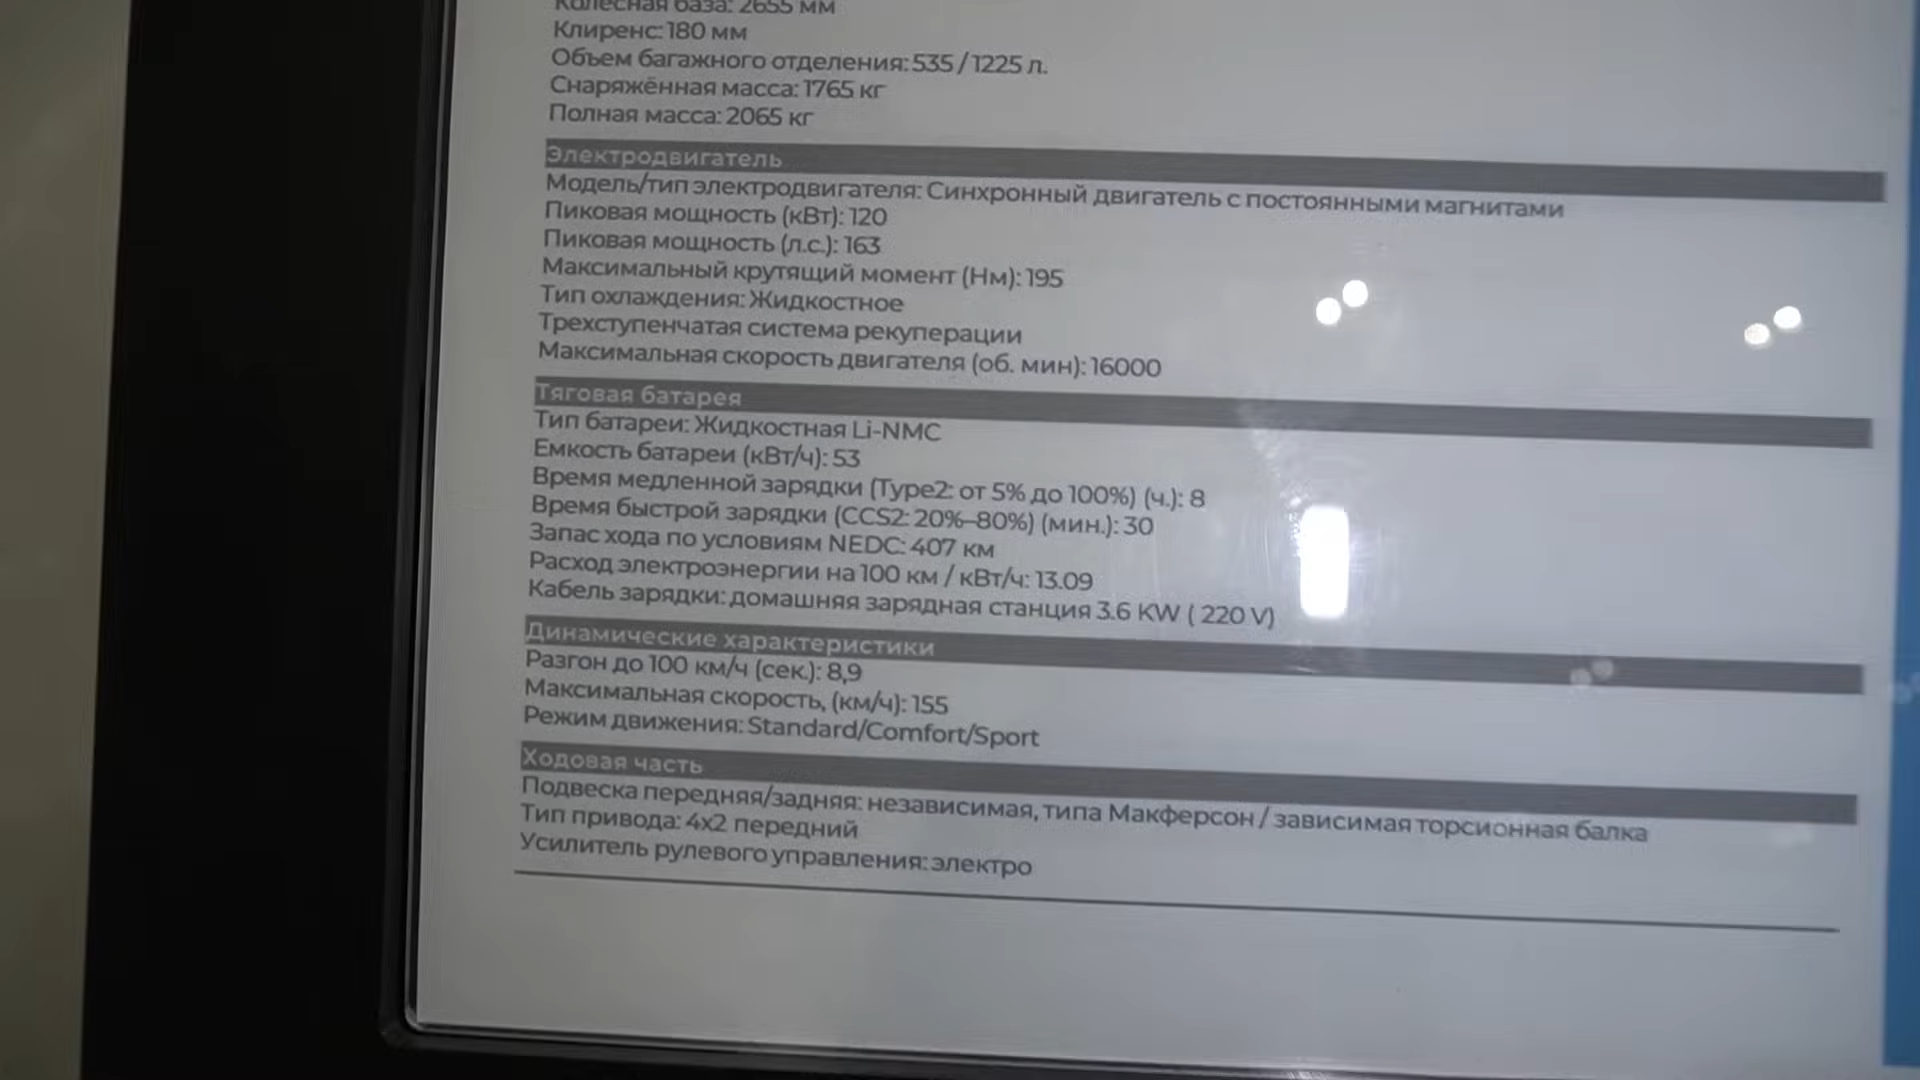 Колесная база: 2655 мм
Клиренс: 180 мм
Объем багажного отделения: 535 / 1225 л.
Снаряжённая масса: 1765 кг
Полная масса: 2065 кг
Электродвигатель
Модель/тип электродвигателя: Синхронный двигатель с постоянными магнитами
Пиковая мощность (кВт): 120
Пиковая мощность (л.с.): 163
Максимальный крутящий момент (Нм): 195
Тип охлаждения: Жидкостное
Трехступенчатая система рекуперации
Максимальная скорость двигателя (об. мин): 16000
Тяговая батарея
Тип батареи: Жидкостная Li-NMC
Емкость батареи (кВт/ч): 53
Время медленной зарядки (Type2: от 5% до 100%) (ч.): 8
Время быстрой зарядки (CCS2: 20%–80%) (мин.): 30
Запас хода по условиям NEDC: 407 км
Расход электроэнергии на 100 км / кВт/ч: 13.09
Кабель зарядки: домашняя зарядная станция 3.6 KW ( 220 V)
Динамические характеристики
Разгон до 100 км/ч (сек.): 8,9
Максимальная скорость, (км/ч): 155
Режим движения: Standard/Comfort/Sport
Ходовая часть
Подвеска передняя/задняя: независимая, типа Макферсон / зависимая торсионная балка
Тип привода: 4x2 передний
Усилитель рулевого управления: электро